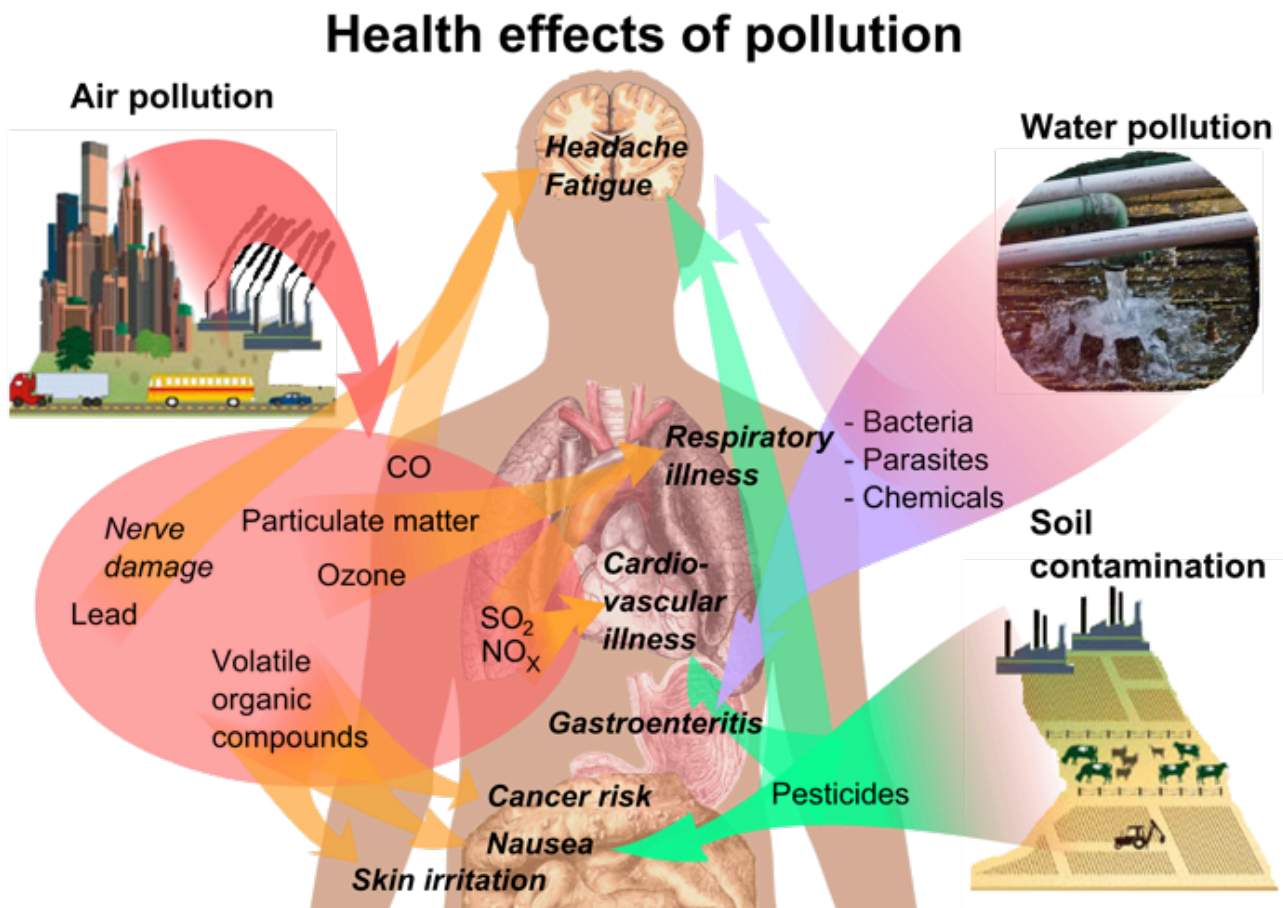 Health effects of pollution
Air pollution
Water pollution
Headache
Fatigue
CO
Particulate matter
Nerve
damage
Ozone
Lead
SO₂
NOₓ
Volatile
organic
compounds
Respiratory
illness
Cardio-
vascular
illness
- Bacteria
- Parasites
- Chemicals
Soil
contamination
Gastroenteritis
Pesticides
Cancer risk
Nausea
Skin irritation